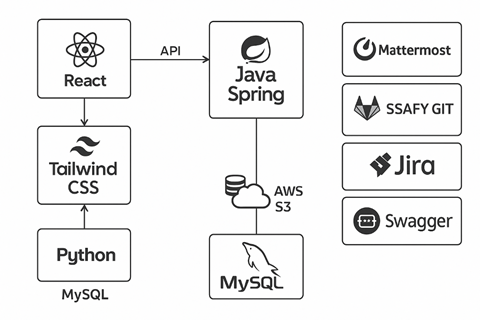 React
API
Java
Spring
Tailwind
CSS
AWS
S3
Python
MySQL
MySQL
Mattermost
SSAFY GIT
Jira
Swagger